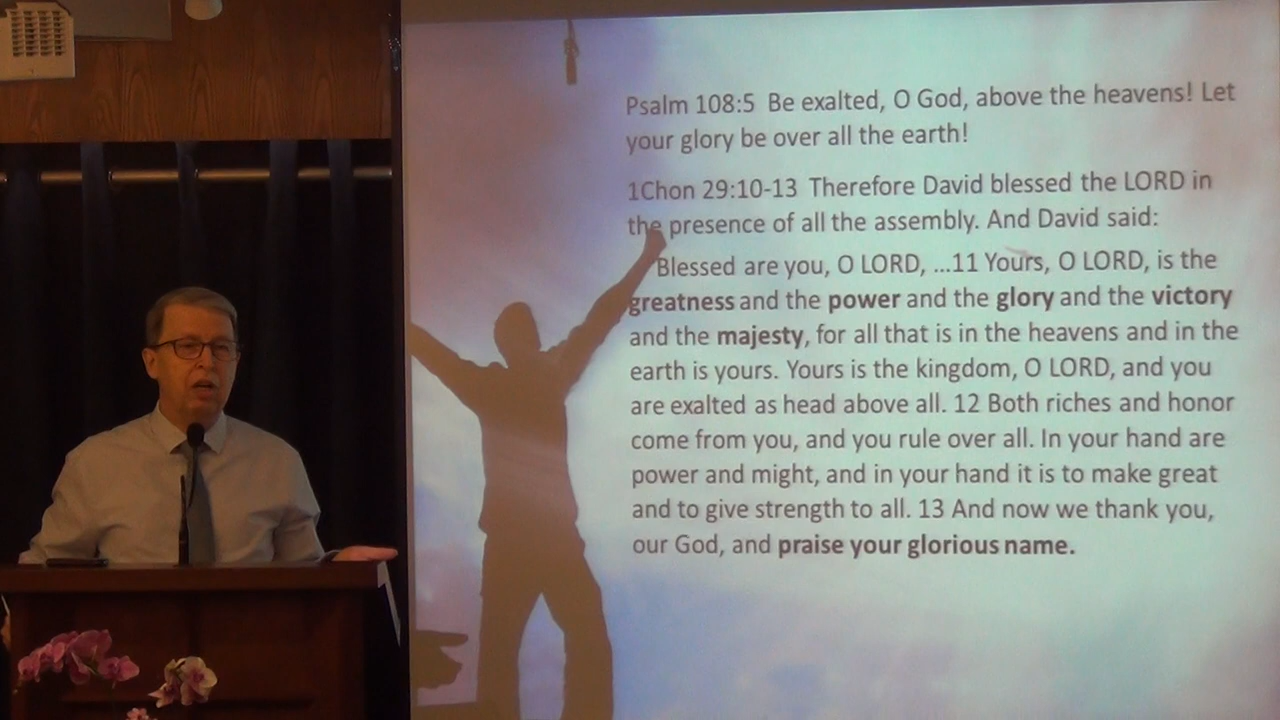 Psalm 108:5 Be exalted, O God, above the heavens! Let
your glory be over all the earth!
1Chon 29:10-13 Therefore David blessed the LORD in
the presence of all the assembly. And David said:
Blessed are you, O LORD, ...11 Yours, O LORD, is the
greatness and the power and the glory and the victory
and the majesty, for all that is in the heavens and in the
earth is yours. Yours is the kingdom, O LORD, and you
are exalted as head above all. 12 Both riches and honor
come from you, and you rule over all. In your hand are
power and might, and in your hand it is to make great
and to give strength to all. 13 And now we thank you,
our God, and praise your glorious name.